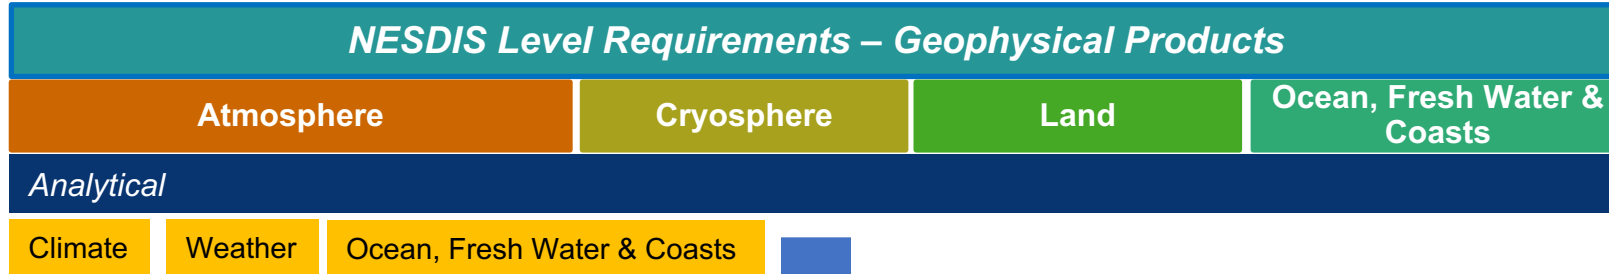 NESDIS Level Requirements – Geophysical Products
Atmosphere
Cryosphere
Land
Ocean, Fresh Water &
Coasts
Analytical
Climate
Weather
Ocean, Fresh Water & Coasts